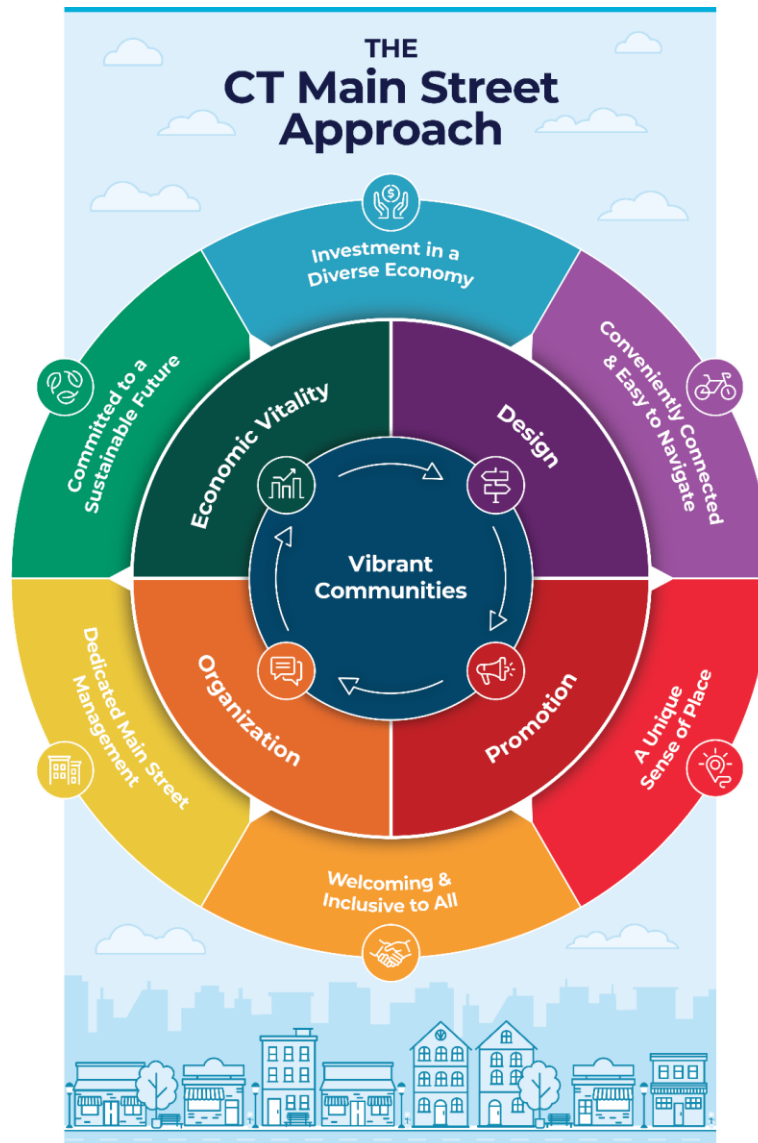 THE
CT Main Street
Approach
Investment in a
Diverse Economy
Conveniently Connected
& Easy to Navigate
A Unique
Sense of Place
Welcoming &
Inclusive to All
Dedicated Main Street
Management
Committed to a
Sustainable Future
Economic Vitality
Design
Promotion
Organization
Vibrant
Communities
$